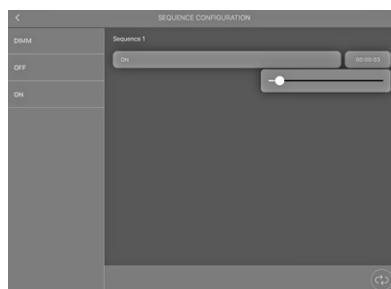 SEQUENCE CONFIGURATION
DIMM
OFF
ON
Sequence 1
ON
00:00:03